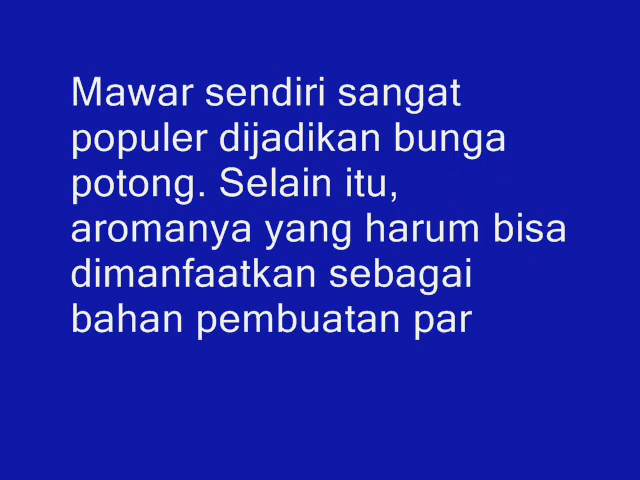 Mawar sendiri sangat
populer dijadikan bunga
potong. Selain itu,
aromanya yang harum bisa
dimanfaatkan sebagai
bahan pembuatan par